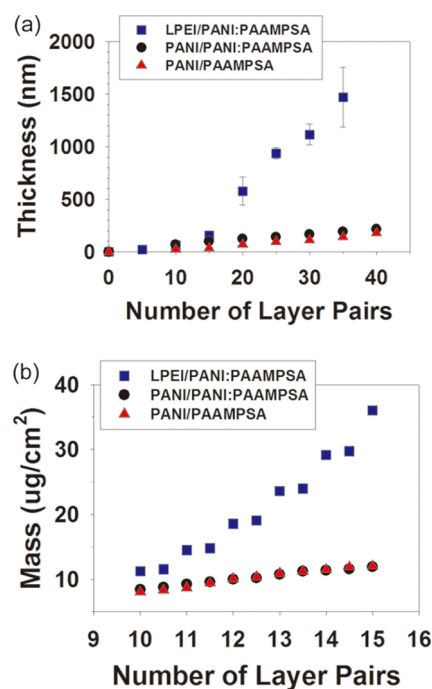 (a)
LPEI/PANI:PAAMPSA
PANI/PANI:PAAMPSA
PANI/PAAMPSA
2000
1500
1000
500
0
Thickness (nm)
0 10 20 30 40
Number of Layer Pairs
(b)
LPEI/PANI:PAAMPSA
PANI/PANI:PAAMPSA
PANI/PAAMPSA
40
30
20
10
Mass (ug/cm²)
9 10 11 12 13 14 15 16
Number of Layer Pairs